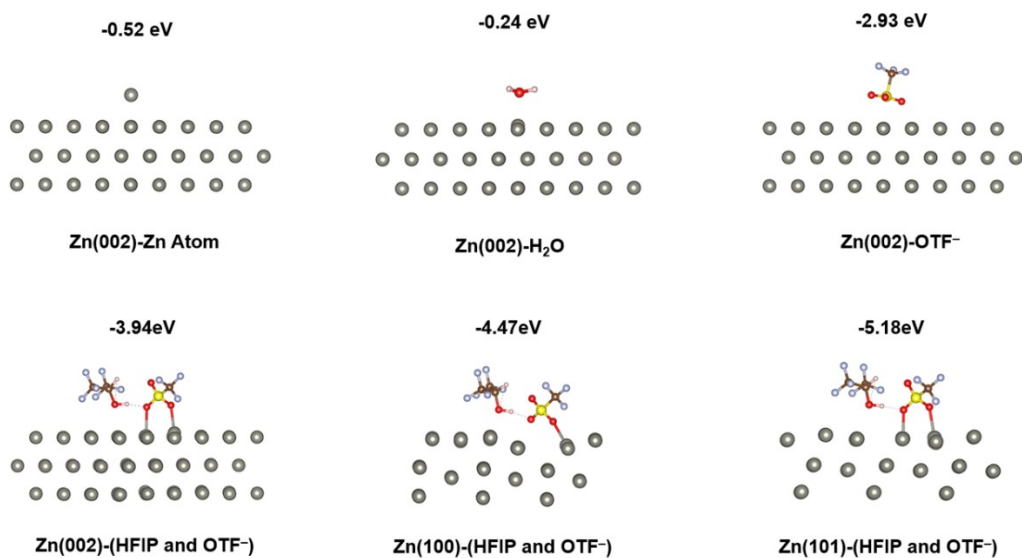 -0.52 eV
-0.24 eV
-2.93 eV
Zn(002)-Zn Atom
Zn(002)-H₂O
Zn(002)-OTF⁻
-3.94eV
-4.47eV
-5.18eV
Zn(002)-(HFIP and OTF⁻)
Zn(100)-(HFIP and OTF⁻)
Zn(101)-(HFIP and OTF⁻)